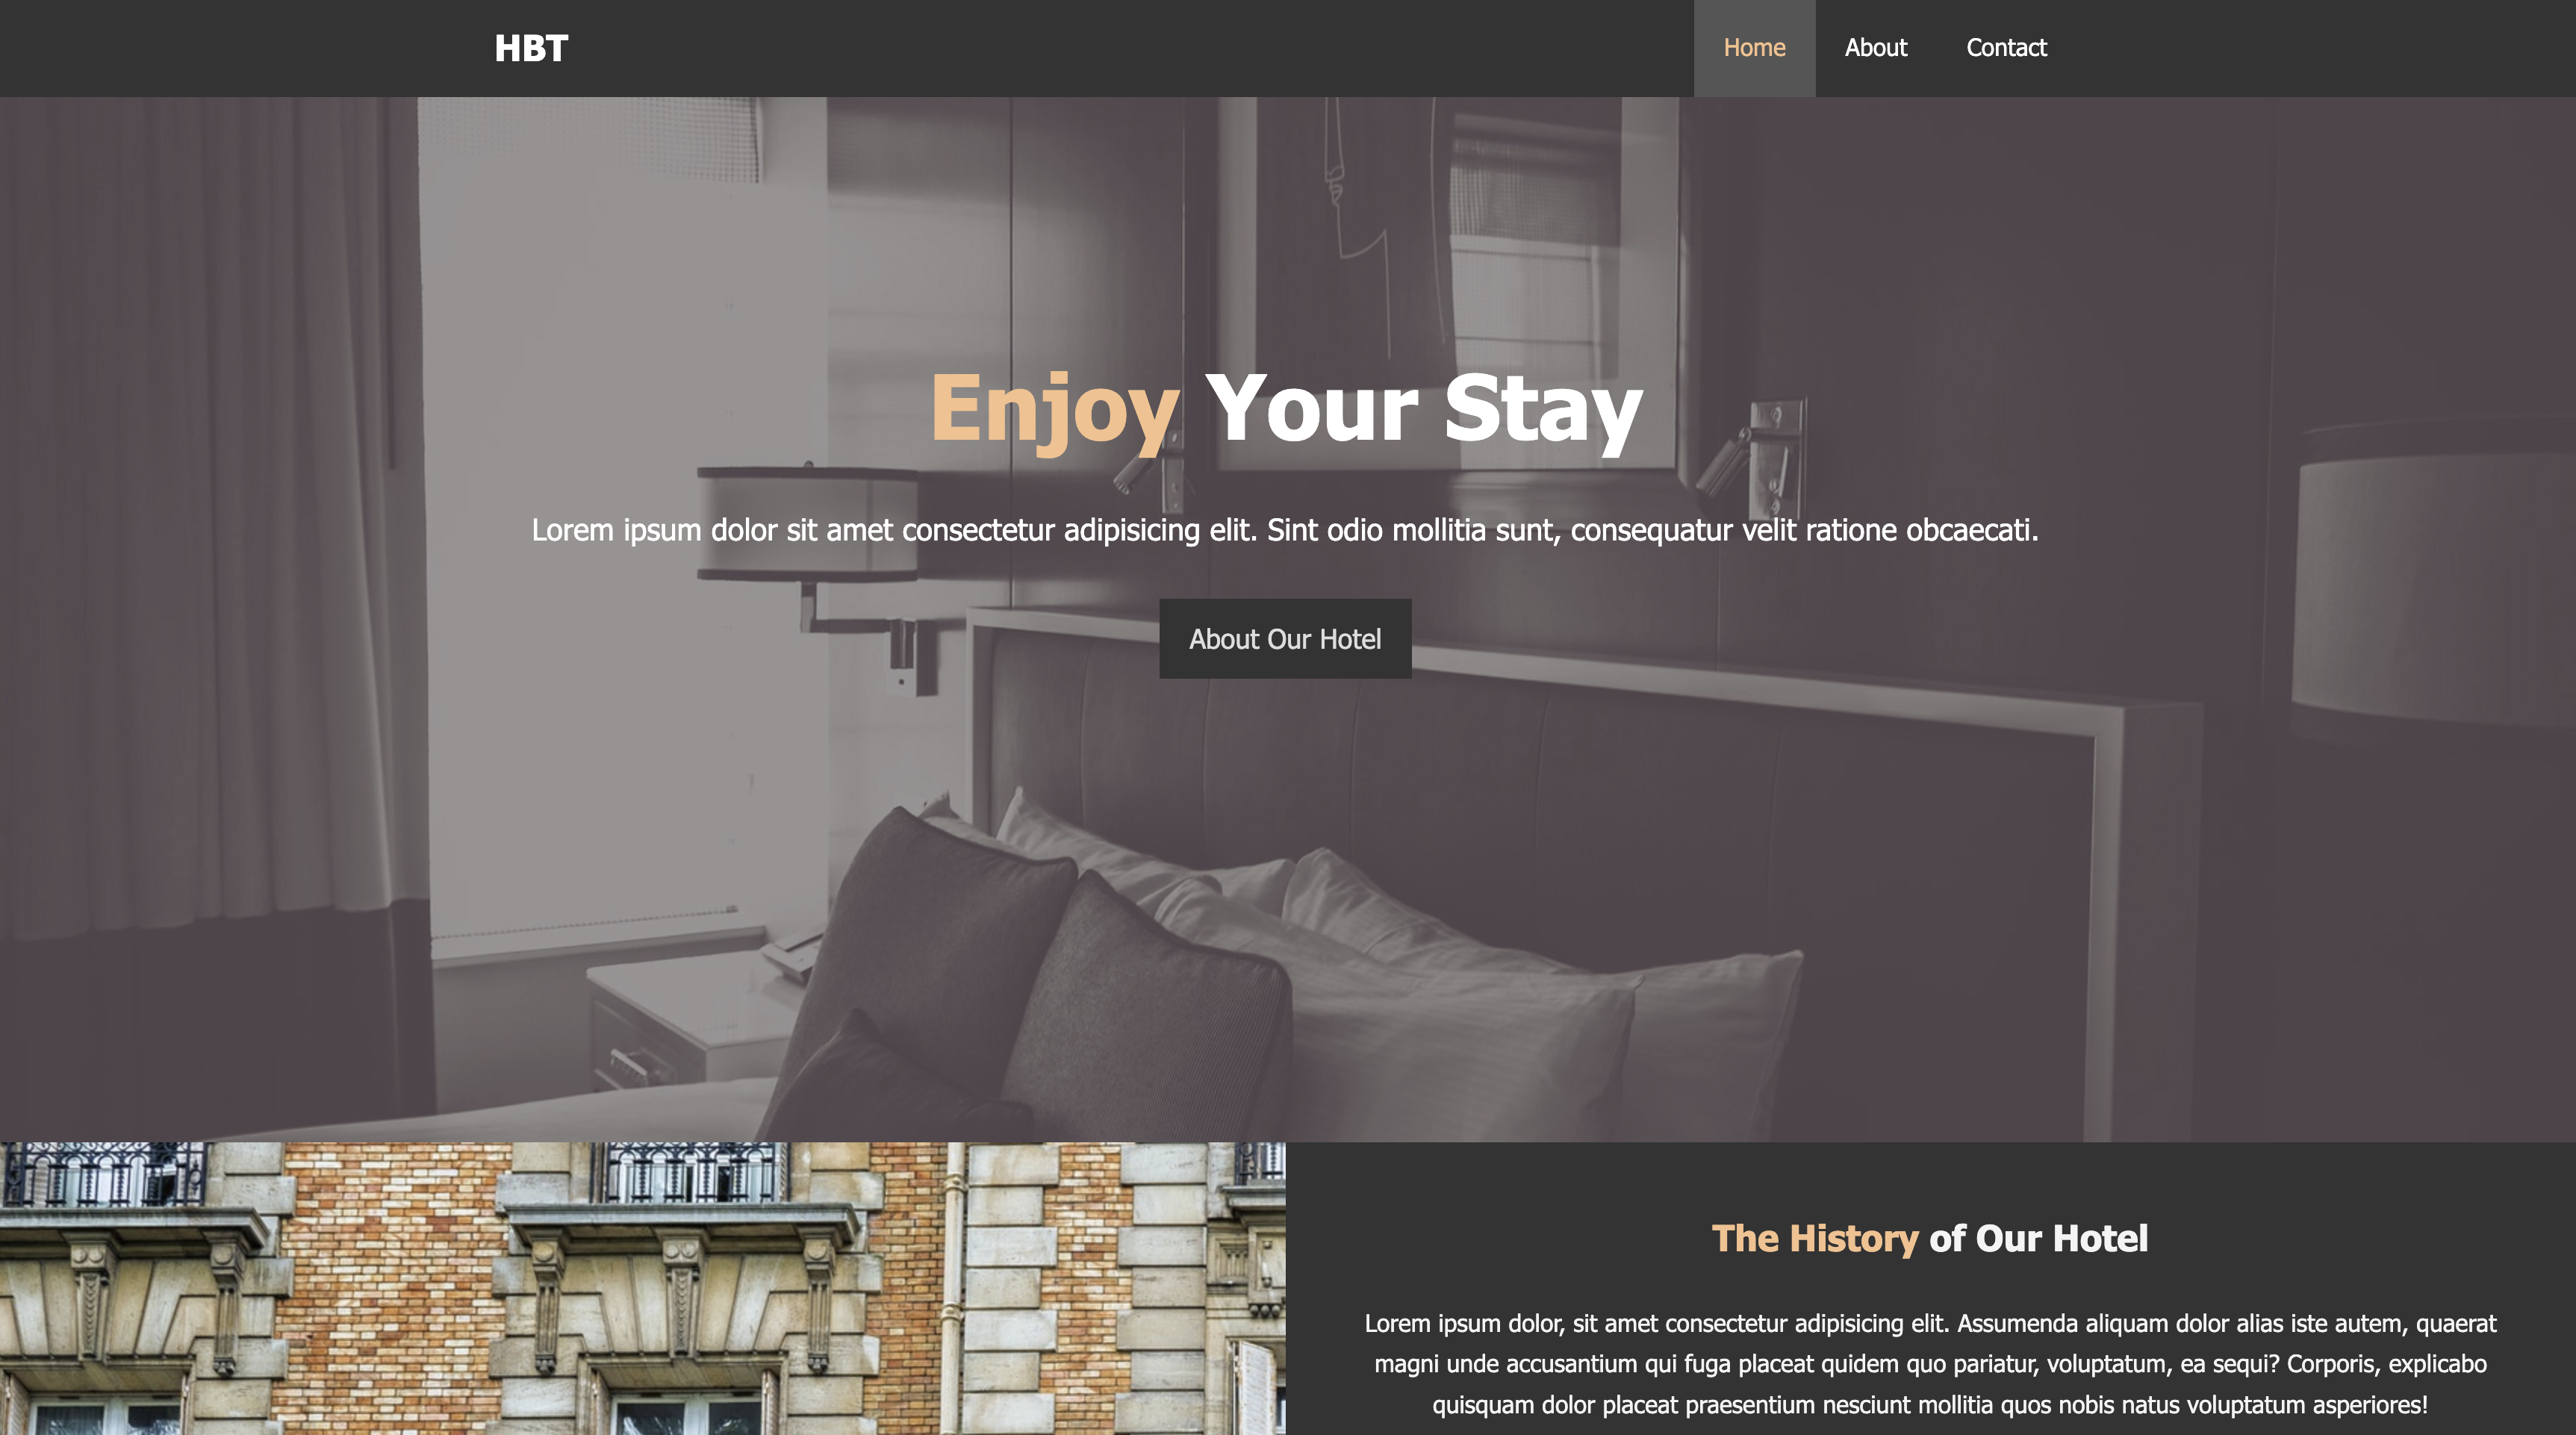 HBT
Home
About
Contact
Enjoy Your Stay
Lorem ipsum dolor sit amet consectetur adipisicing elit. Sint odio mollitia sunt, consequatur velit ratione obcaecati.
About Our Hotel
The History of Our Hotel
Lorem ipsum dolor, sit amet consectetur adipisicing elit. Assumenda aliquam dolor alias iste autem, quaerat
magni unde accusantium qui fuga placeat quidem quo pariatur, voluptatum, ea sequi? Corporis, explicabo
quisquam dolor placeat praesentium nesciunt mollitia quos nobis natus voluptatum asperiores!